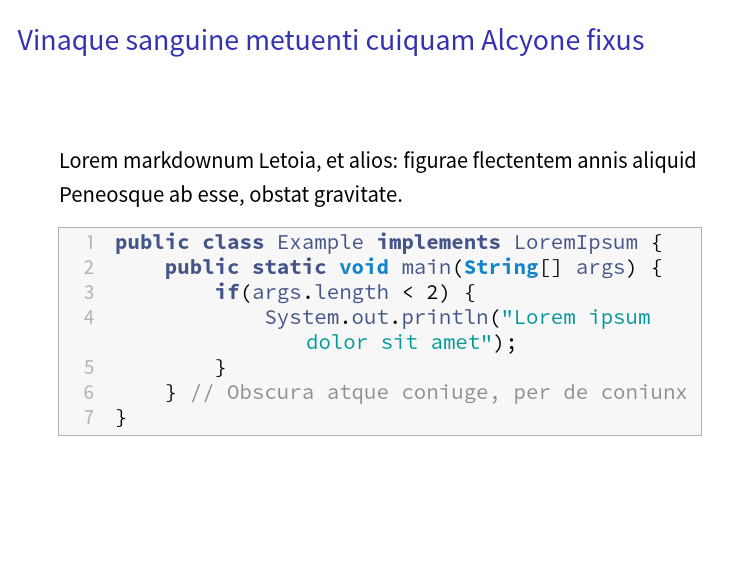 Vinaque sanguine metuenti cuiquam Alcyone fixus
Lorem markdownum Letoia, et alios: figurae flectentem annis aliquid
Peneosque ab esse, obstat gravitate.
1 public class Example implements LoremIpsum {
2     public static void main(String[] args) {
3         if(args.length < 2) {
4             System.out.println("Lorem ipsum
dolor sit amet");
5         }
6     } // Obscura atque coniuge, per de coniunx
7 }